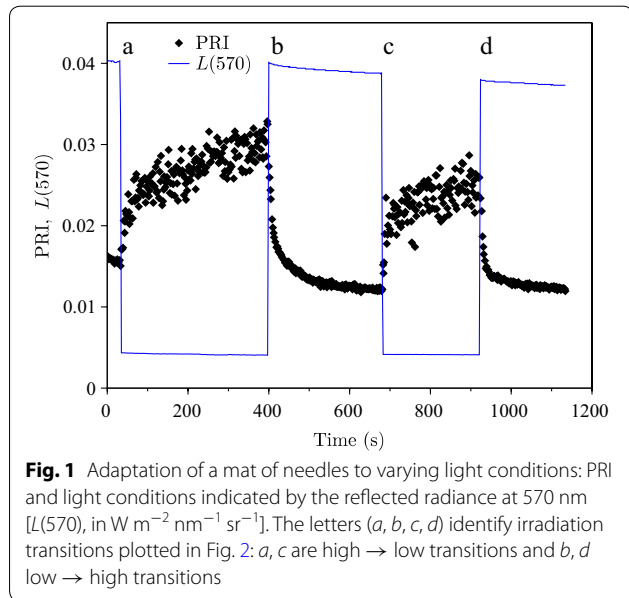 a b c d
PRI
L(570)
0.04
0.03
0.02
0.01
0
PRI, L(570)
0 200 400 600 800 1000 1200
Time (s)
Fig. 1 Adaptation of a mat of needles to varying light conditions: PRI
and light conditions indicated by the reflected radiance at 570 nm
[L(570), in W m⁻² nm⁻¹ sr⁻¹]. The letters (a, b, c, d) identify irradiation
transitions plotted in Fig. 2: a, c are high → low transitions and b, d
low → high transitions